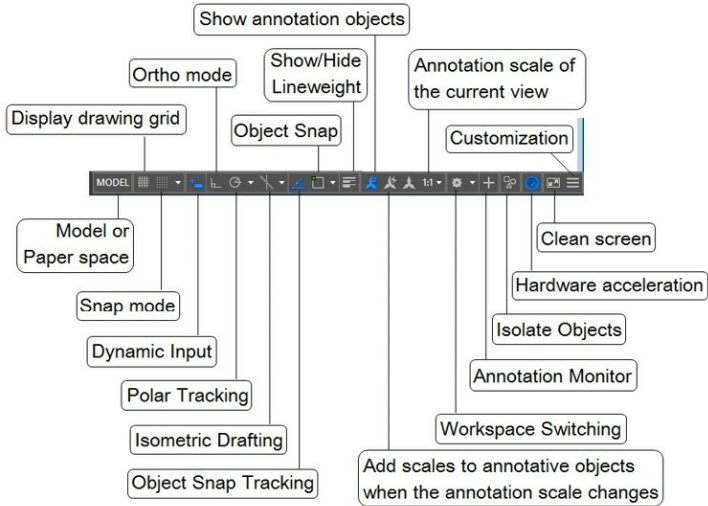 Show annotation objects
Show/Hide
Lineweight
Annotation scale of
the current view
Ortho mode
Display drawing grid
Object Snap
Customization
MODEL
1:1
Model or
Paper space
Clean screen
Snap mode
Hardware acceleration
Dynamic Input
Isolate Objects
Polar Tracking
Annotation Monitor
Isometric Drafting
Workspace Switching
Object Snap Tracking
Add scales to annotative objects
when the annotation scale changes